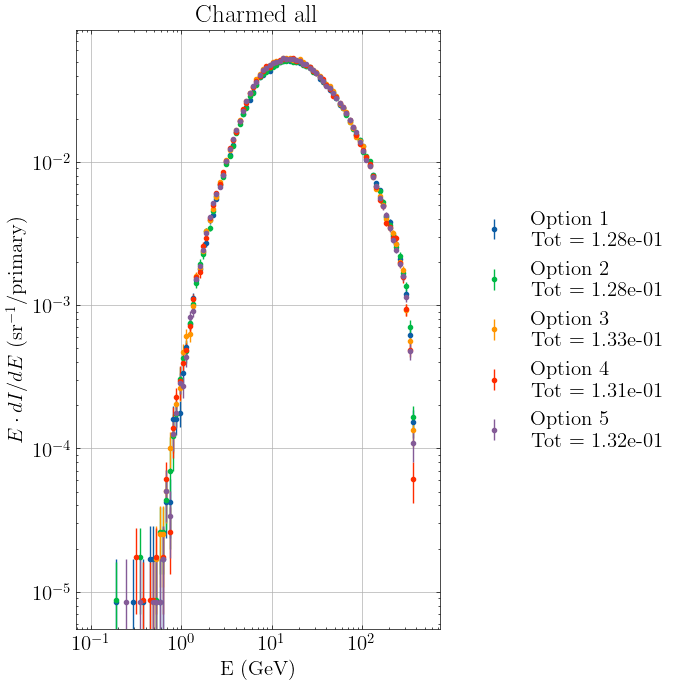 Charmed all
E · dI/dE (sr⁻¹/primary)
10⁻²
10⁻³
10⁻⁴
10⁻⁵
10⁻¹ 10⁰ 10¹ 10²
E (GeV)
Option 1
Tot = 1.28e-01
Option 2
Tot = 1.28e-01
Option 3
Tot = 1.33e-01
Option 4
Tot = 1.31e-01
Option 5
Tot = 1.32e-01